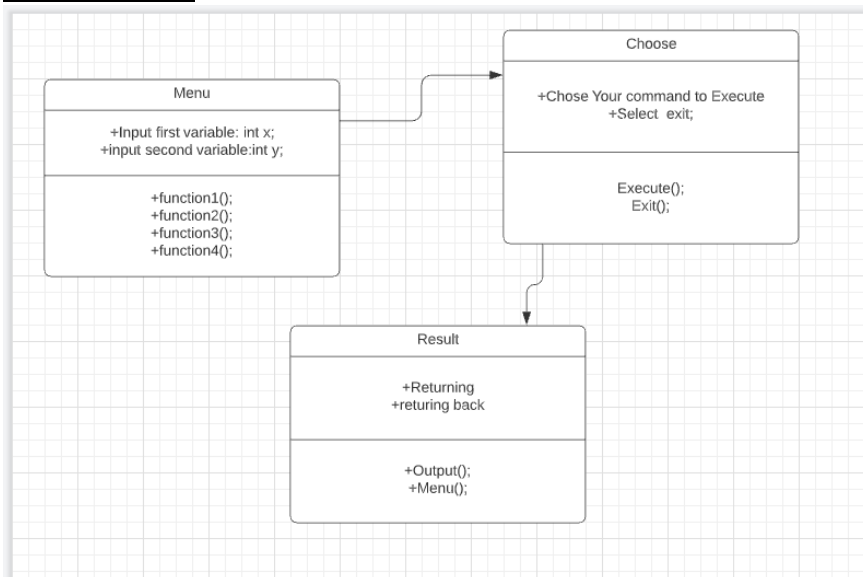 Menu
+Input first variable: int x;
+input second variable:int y;
+function1();
+function2();
+function3();
+function4();
Choose
+Chose Your command to Execute
+Select exit;
Execute();
Exit();
Result
+Returning
+returing back
+Output();
+Menu();